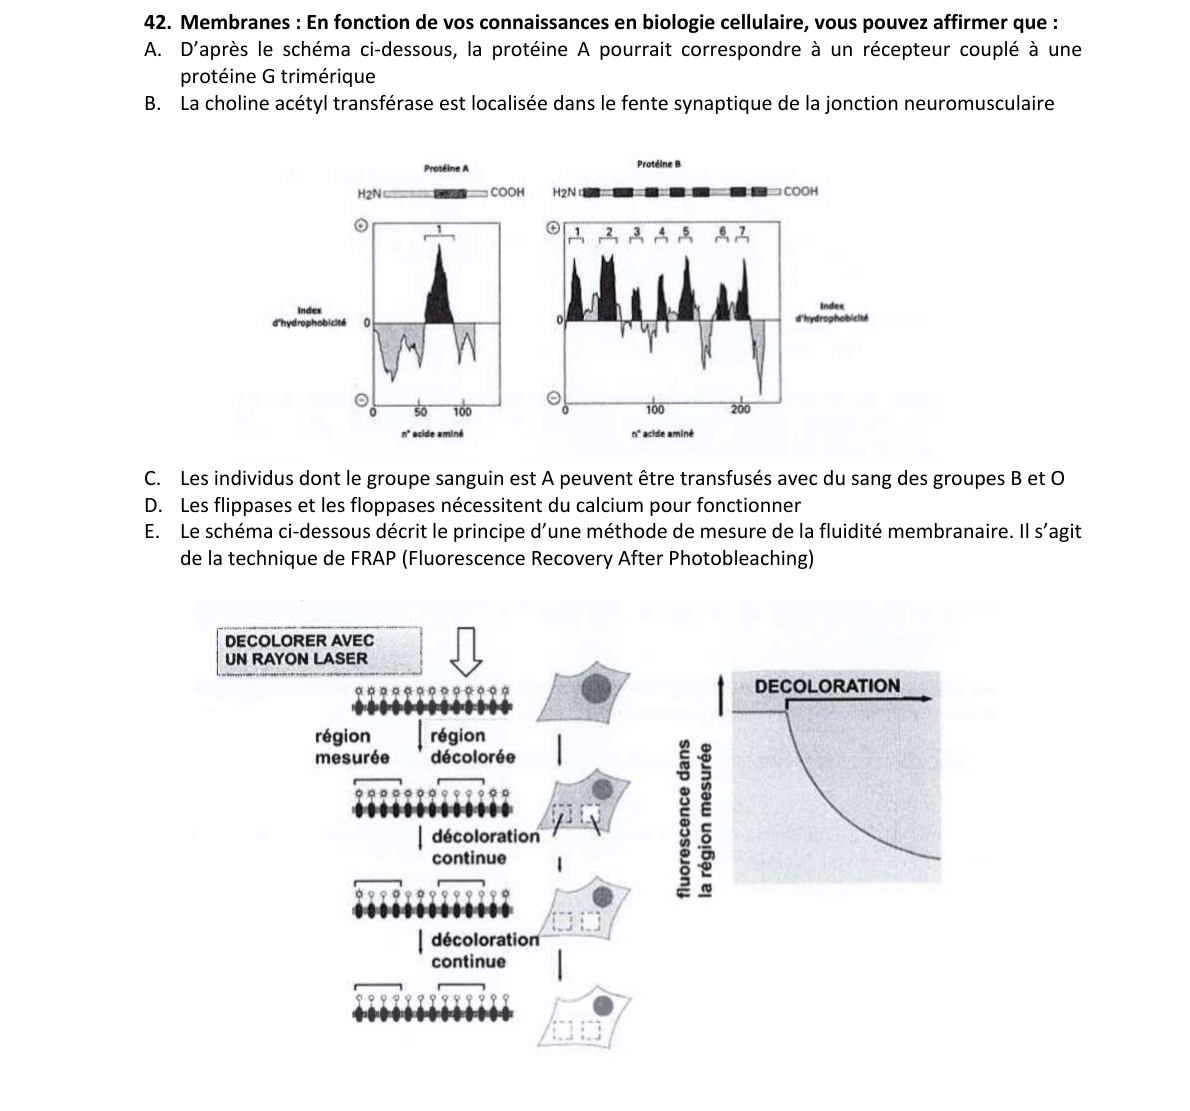 42. Membranes : En fonction de vos connaissances en biologie cellulaire, vous pouvez affirmer que :
A. D’après le schéma ci-dessous, la protéine A pourrait correspondre à un récepteur couplé à une
protéine G trimérique
B. La choline acétyl transférase est localisée dans le fente synaptique de la jonction neuromusculaire
Protéine A
H2N COOH
1
Index
d'hydrophobicité
0
0 50 100
n° acide aminé
Protéine B
H2N COOH
1 2 3 4 5 6 7
0
Index
d'hydrophobicité
0 100 200
n° acide aminé
C. Les individus dont le groupe sanguin est A peuvent être transfusés avec du sang des groupes B et O
D. Les flippases et les floppases nécessitent du calcium pour fonctionner
E. Le schéma ci-dessous décrit le principe d’une méthode de mesure de la fluidité membranaire. Il s’agit
de la technique de FRAP (Fluorescence Recovery After Photobleaching)
DECOLORER AVEC
UN RAYON LASER
région
mesurée
région
décolorée
décoloration
continue
décoloration
continue
fluorescence dans
la région mesurée
DECOLORATION